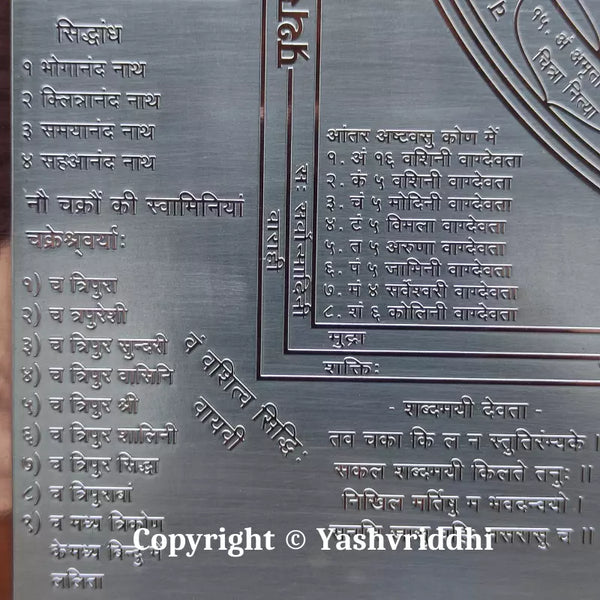 सिद्धांध
१ भोगानंद नाथ
२ क्लिन्नानंद नाथ
३ समयानंद नाथ
४ सहआनंद नाथ
नौ चक्रौं की स्वामिनियां
चक्रेश्र्वर्या:
१) च त्रिपुरा
२) च त्रपुरेशी
३) च त्रिपुर सुन्दरी
४) च त्रिपुर वासिनि
५) च त्रिपुर श्री
६) च त्रिपुर शालिनी
७) च त्रिपुर सिद्धा
८) च त्रिपुराबां
९) च मध्य त्रिकोण
केमध्य बिन्दु में
ललिता
वं वशित्व सिद्धि:
वायवी
वाराही
स: सर्वोन्मादिनी
आंतर अष्टवसु कोण में
१. अं १६ वशिनी वाग्देवता
२. कं ५ वशिनी वाग्देवता
३. चं ५ मोदिनी वाग्देवता
४. टं ५ विमला वाग्देवता
५. त ५ अरुणा वाग्देवता
६. पं ५ जामिनी वाग्देवता
७. मं ४ सर्वेश्वरी वाग्देवता
८. शं ६ कोलिनी वाग्देवता
मुद्रा
शक्ति:
१५. अं अमृता
चित्रा नित्या
- शब्दमयी देवता -
तव चका कि ल न स्तुतिरंम्यके।
सकल शब्दमयी किलते तनुः॥
निखिल मर्तिषु म भवदन्वयो।
Copyright © Yashvriddhi